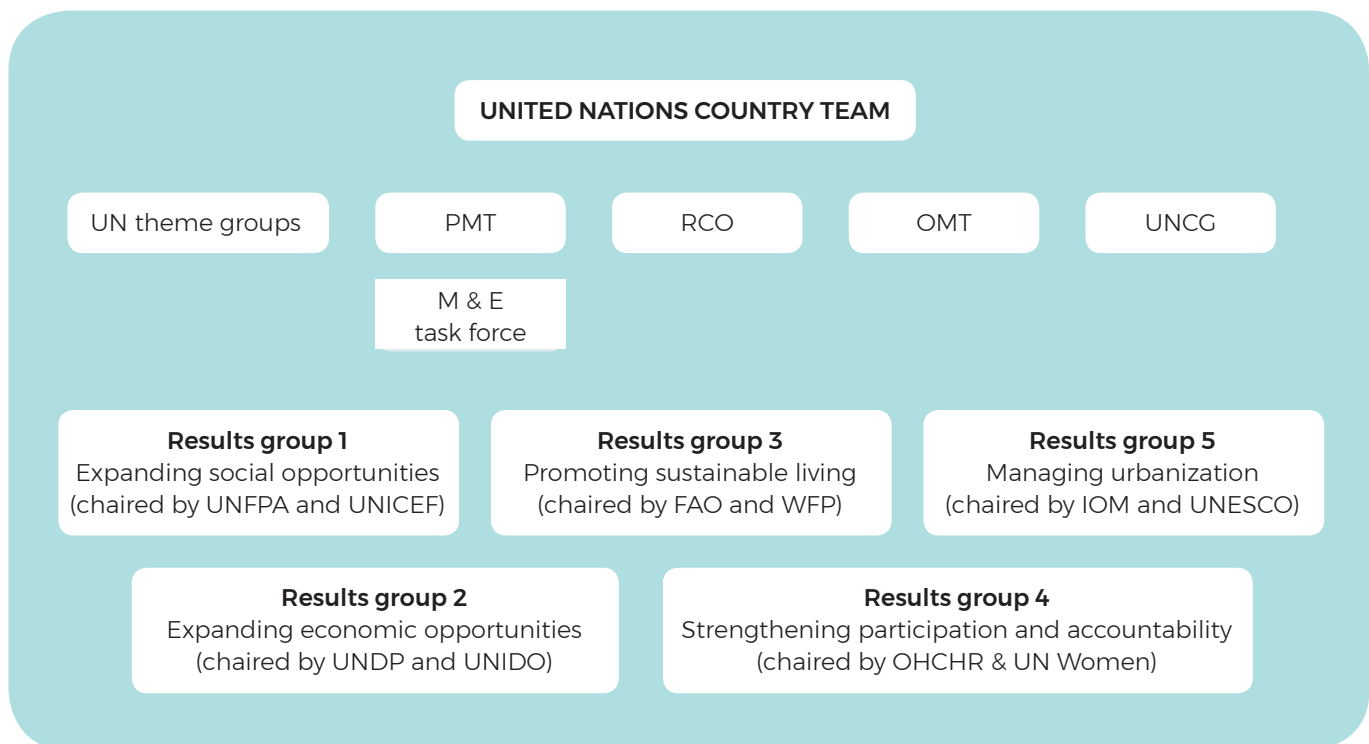 UNITED NATIONS COUNTRY TEAM
UN theme groups
PMT
RCO
OMT
UNCG
M & E
task force
Results group 1
Expanding social opportunities
(chaired by UNFPA and UNICEF)
Results group 3
Promoting sustainable living
(chaired by FAO and WFP)
Results group 5
Managing urbanization
(chaired by IOM and UNESCO)
Results group 2
Expanding economic opportunities
(chaired by UNDP and UNIDO)
Results group 4
Strengthening participation and accountability
(chaired by OHCHR & UN Women)